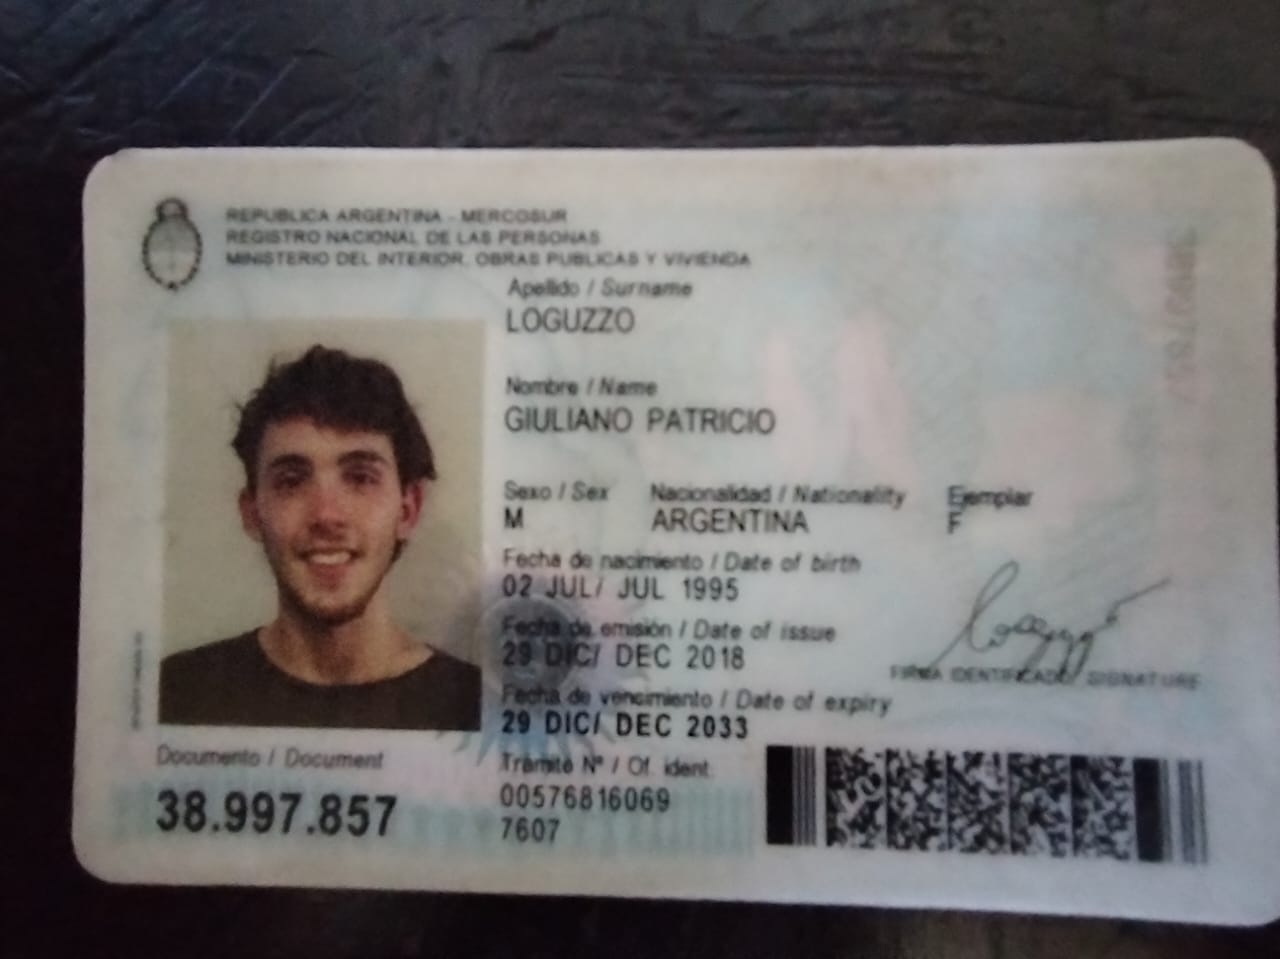 REPUBLICA ARGENTINA - MERCOSUR
REGISTRO NACIONAL DE LAS PERSONAS
MINISTERIO DEL INTERIOR, OBRAS PUBLICAS Y VIVIENDA
Apellido / Surname
LOGUZZO
Nombre / Name
GIULIANO PATRICIO
Sexo / Sex Nacionalidad / Nationality Ejemplar
M ARGENTINA F
Fecha de nacimiento / Date of birth
02 JUL/ JUL 1995
Fecha de emisión / Date of issue
29 DIC/ DEC 2018
FIRMA IDENTIFICADO / SIGNATURE
Fecha de vencimiento / Date of expiry
29 DIC/ DEC 2033
Documento / Document
38.997.857
Trámite Nº / Of. ident.
00576816069
7607